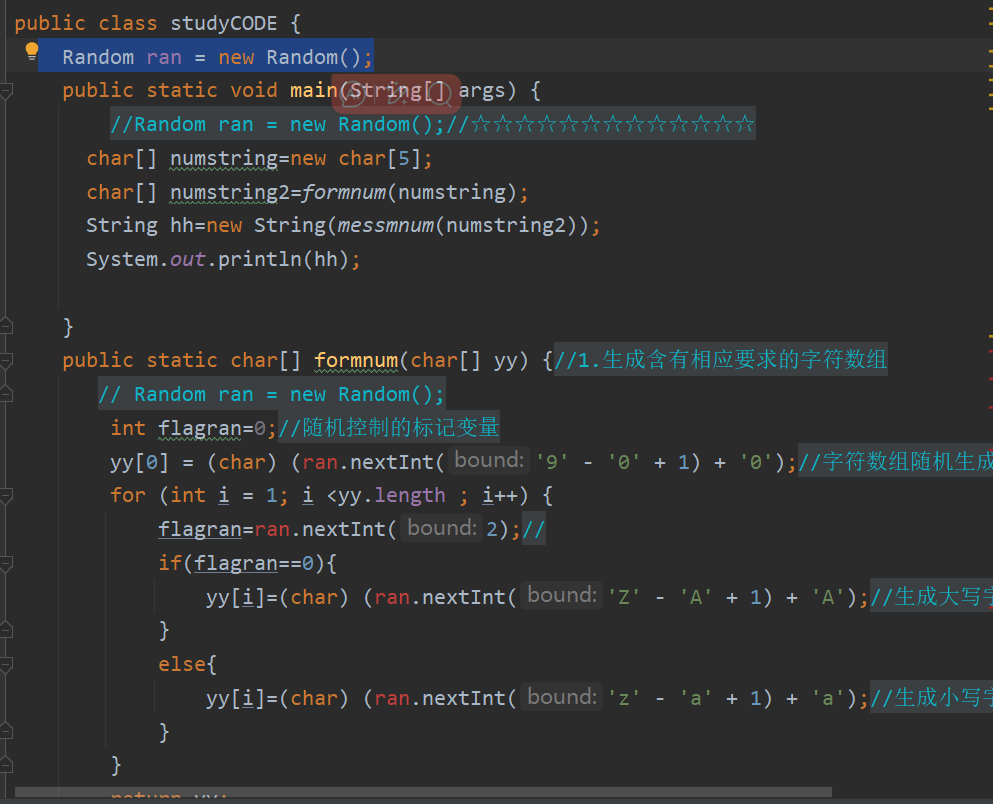 public class studyCODE {
Random ran = new Random();
public static void main(String[] args) {
//Random ran = new Random();//☆☆☆☆☆☆☆☆☆☆☆☆☆
char[] numstring=new char[5];
char[] numstring2=formnum(numstring);
String hh=new String(messmnum(numstring2));
System.out.println(hh);
}
public static char[] formnum(char[] yy) {//1.生成含有相应要求的字符数组
// Random ran = new Random();
int flagran=0;//随机控制的标记变量
yy[0] = (char) (ran.nextInt( bound: '9' - '0' + 1) + '0');//字符数组随机生成
for (int i = 1; i <yy.length ; i++) {
flagran=ran.nextInt( bound: 2);//
if(flagran==0){
yy[i]=(char) (ran.nextInt( bound: 'Z' - 'A' + 1) + 'A');//生成大写字
}
else{
yy[i]=(char) (ran.nextInt( bound: 'z' - 'a' + 1) + 'a');//生成小写字
}
}
return yy;